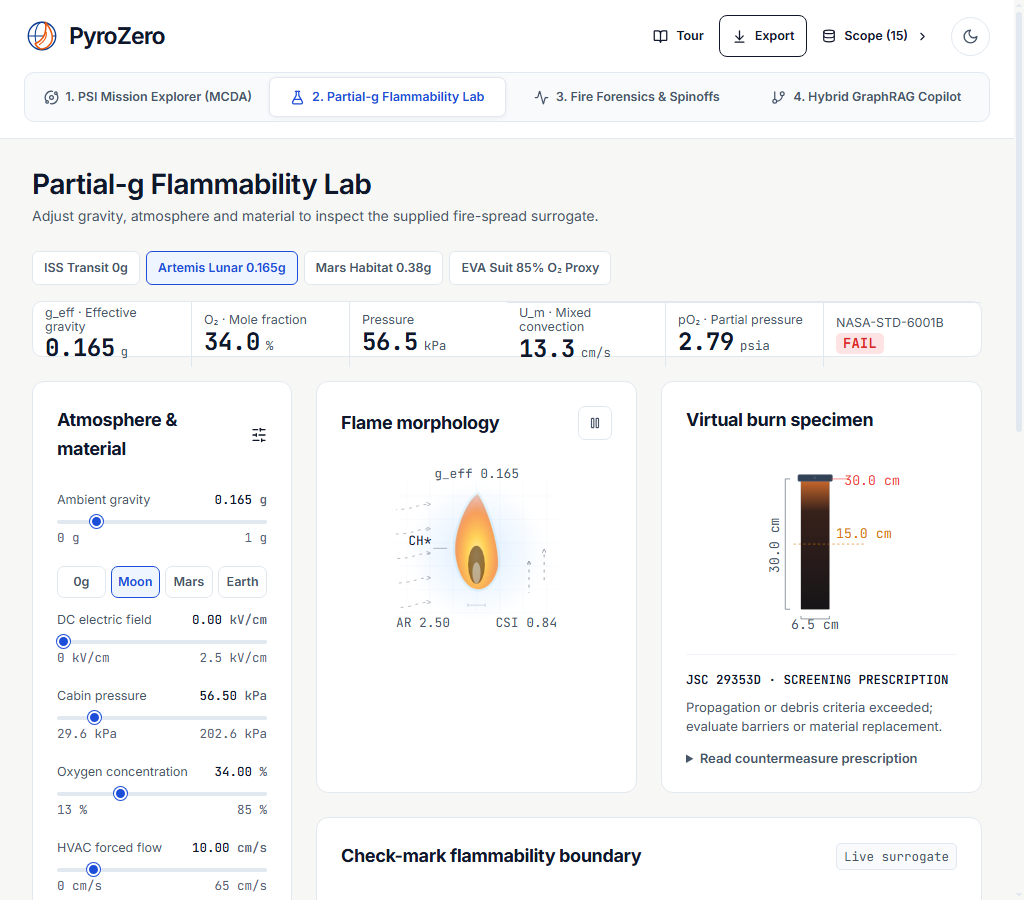 PyroZero
Tour
Export
Scope (15)
1. PSI Mission Explorer (MCDA)
2. Partial-g Flammability Lab
3. Fire Forensics & Spinoffs
4. Hybrid GraphRAG Copilot
Partial-g Flammability Lab
Adjust gravity, atmosphere and material to inspect the supplied fire-spread surrogate.
ISS Transit 0g
Artemis Lunar 0.165g
Mars Habitat 0.38g
EVA Suit 85% O₂ Proxy
g_eff · Effective
gravity
0.165 g
O₂ · Mole fraction
34.0 %
Pressure
56.5 kPa
U_m · Mixed
convection
13.3 cm/s
pO₂ · Partial pressure
2.79 psia
NASA-STD-6001B
FAIL
Atmosphere &
material
Ambient gravity 0.165 g
0 g 1 g
0g Moon Mars Earth
DC electric field 0.00 kV/cm
0 kV/cm 2.5 kV/cm
Cabin pressure 56.50 kPa
29.6 kPa 202.6 kPa
Oxygen concentration 34.00 %
13 % 85 %
HVAC forced flow 10.00 cm/s
0 cm/s 65 cm/s
Flame morphology
g_eff 0.165
CH*
AR 2.50 CSI 0.84
Virtual burn specimen
30.0 cm
15.0 cm
30.0 cm
6.5 cm
JSC 29353D · SCREENING PRESCRIPTION
Propagation or debris criteria exceeded;
evaluate barriers or material replacement.
Read countermeasure prescription
Check-mark flammability boundary
Live surrogate